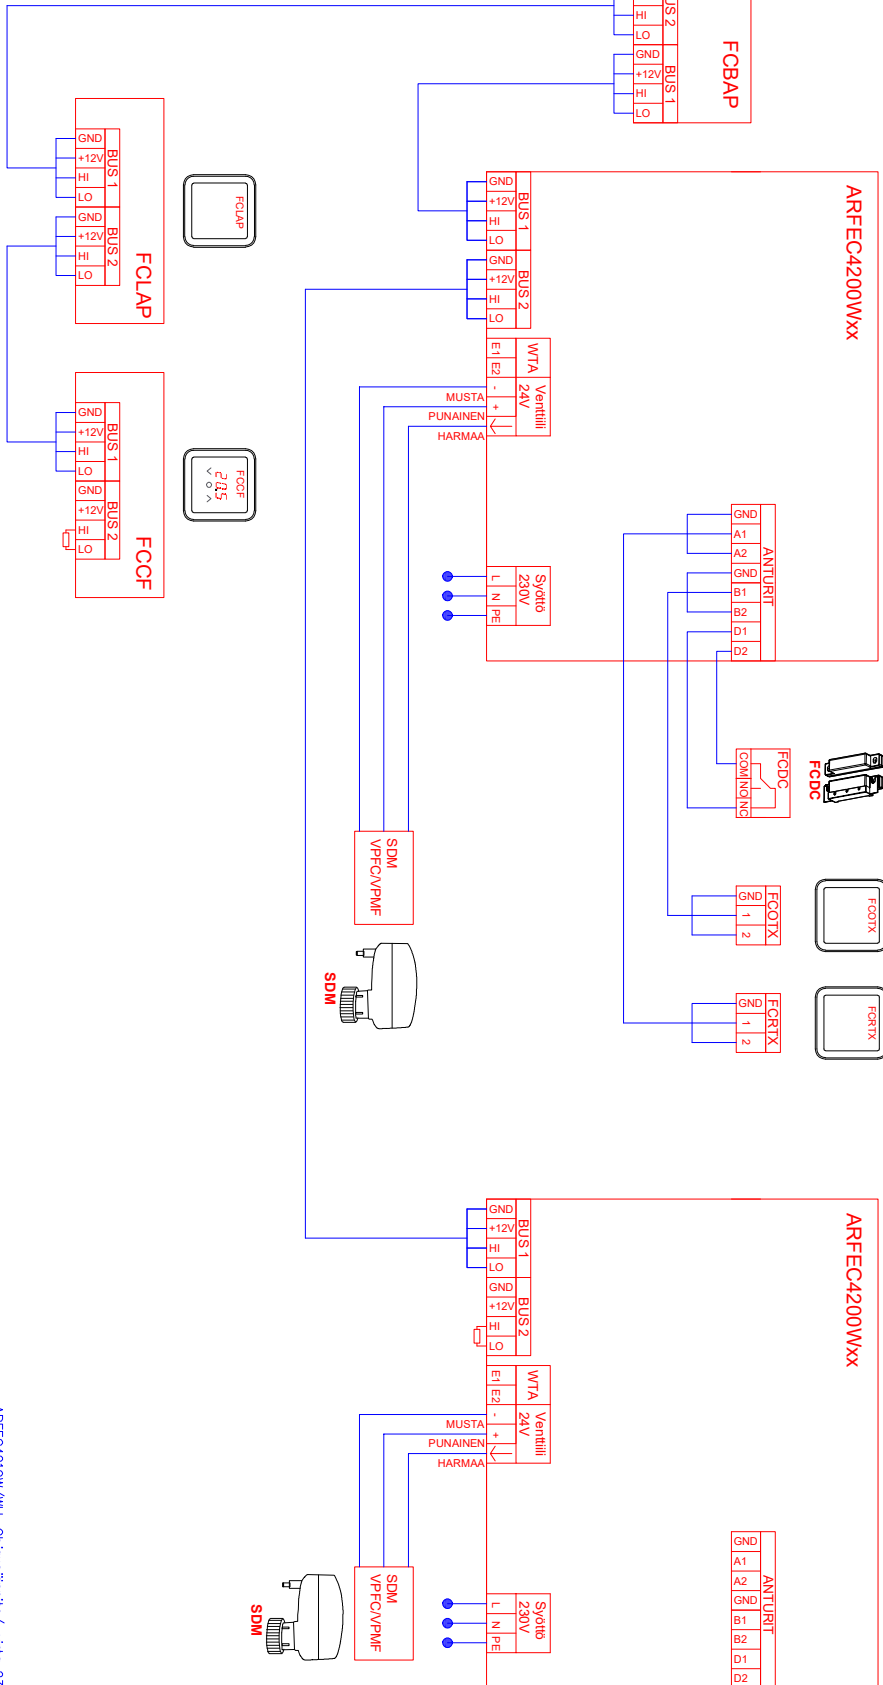 US 2
HI
LO
GND
+12V
HI
LO
BUS 1
FCBAP
GND
+12V
HI
LO
GND
+12V
HI
LO
BUS 1
BUS 2
FCLAP
FCLAP
GND
+12V
HI
LO
GND
+12V
HI
LO
BUS 1
BUS 2
FCCF
FCCF
20.5
ARFEC4200Wxx
GND
+12V
HI
LO
GND
+12V
HI
LO
BUS 1
BUS 2
E1
E2
-
+
WTA
Venttiili
24V
MUSTA
PUNAINEN
HARMAA
L
N
PE
Syöttö
230V
GND
A1
A2
GND
B1
B2
D1
D2
ANTURIT
FCDC
COM
NO
NC
FCDC
GND
1
2
FCOTX
FCOTX
GND
1
2
FCRTX
FCRTX
SDM
VPFC/VPMF
SDM
ARFEC4200Wxx
GND
+12V
HI
LO
GND
+12V
HI
LO
BUS 1
BUS 2
E1
E2
-
+
WTA
Venttiili
24V
MUSTA
PUNAINEN
HARMAA
L
N
PE
Syöttö
230V
GND
A1
A2
GND
B1
B2
D1
D2
ANTURIT
SDM
VPFC/VPMF
SDM